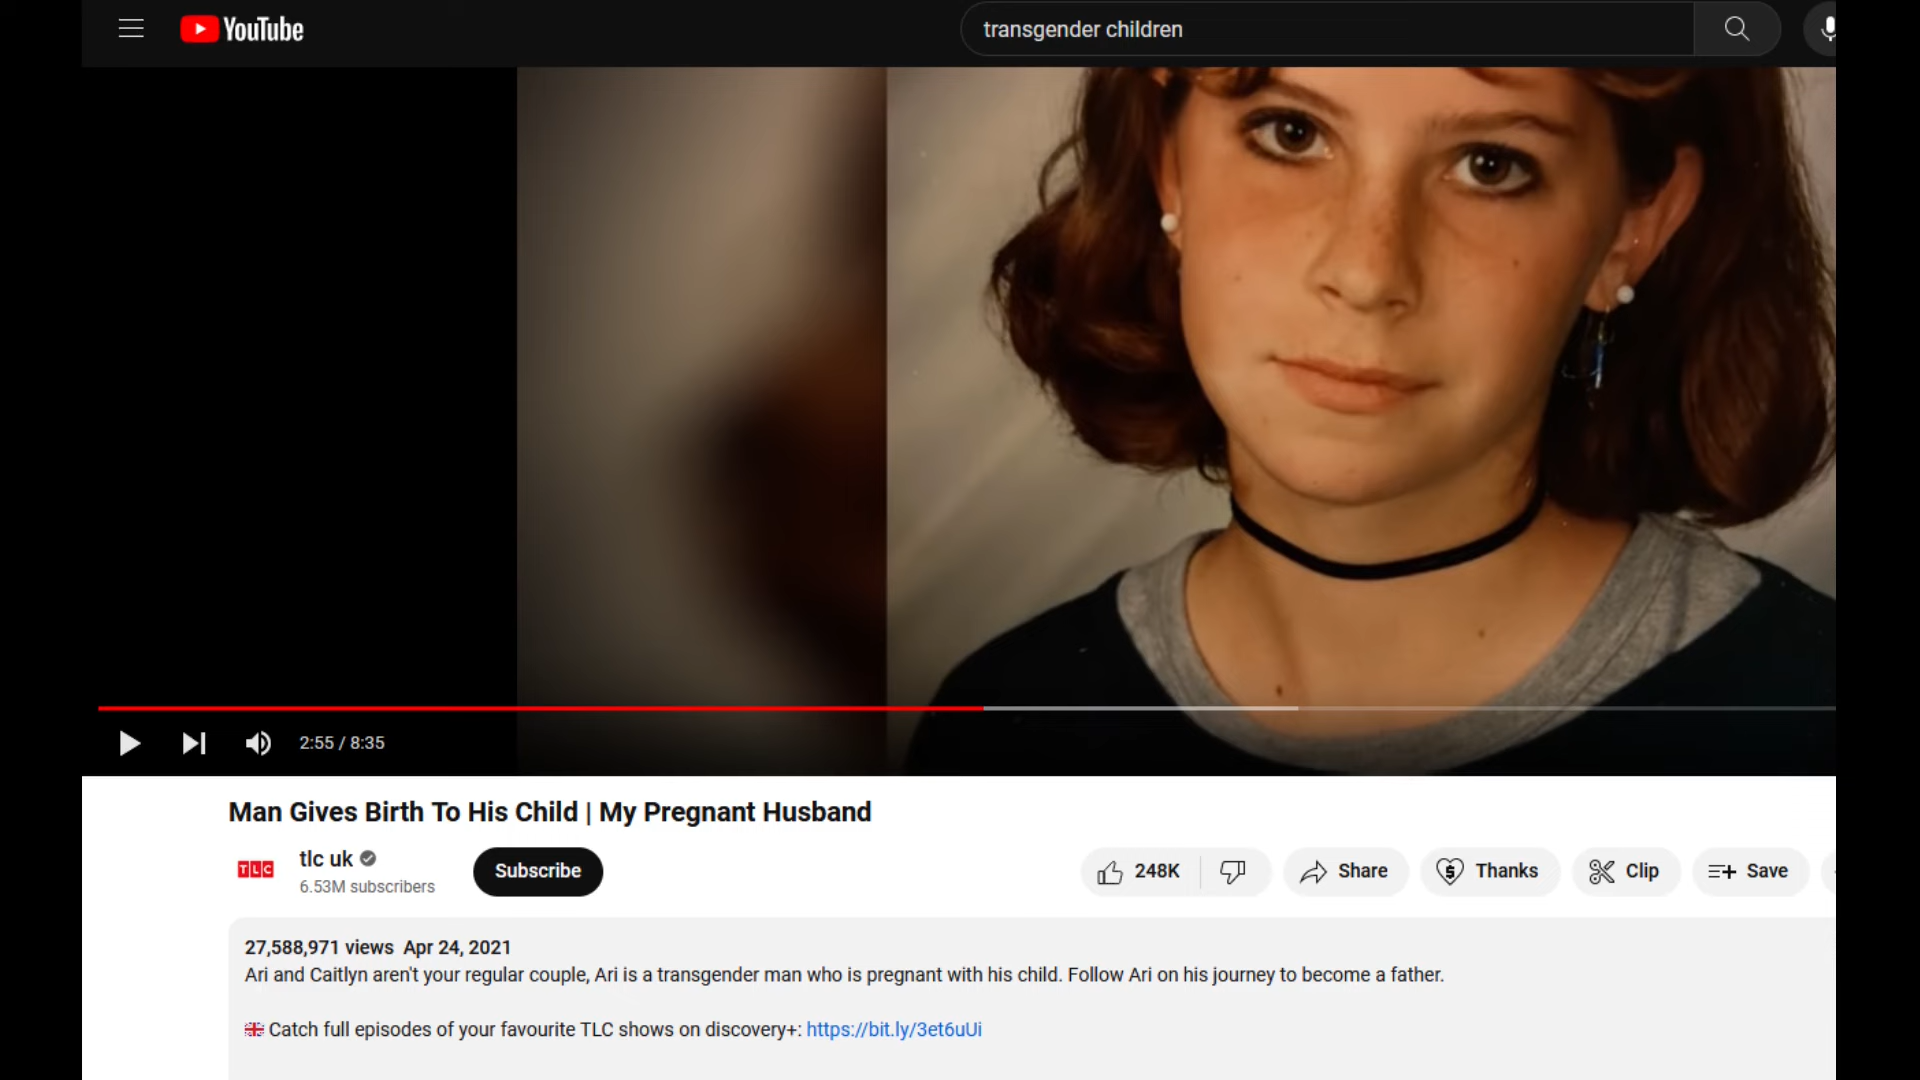 YouTube
transgender children
2:55 / 8:35
Man Gives Birth To His Child | My Pregnant Husband
TLC
tlc uk
6.53M subscribers
Subscribe
248K
Share
Thanks
Clip
Save
27,588,971 views Apr 24, 2021
Ari and Caitlyn aren't your regular couple, Ari is a transgender man who is pregnant with his child. Follow Ari on his journey to become a father.
Catch full episodes of your favourite TLC shows on discovery+: https://bit.ly/3et6uUi